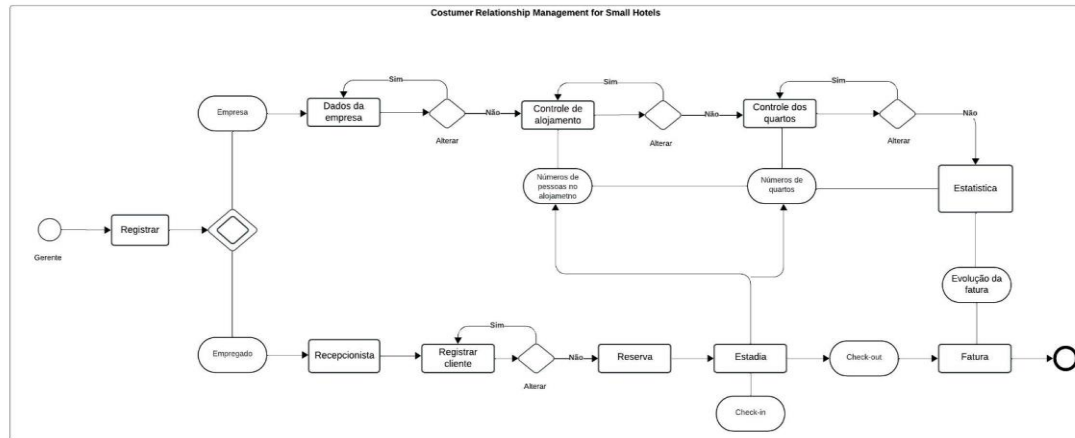 Costumer Relationship Management for Small Hotels
Sim
Sim
Sim
Empresa
Dados da
empresa
Não
Controle de
alojamento
Não
Controle dos
quartos
Não
Alterar
Alterar
Alterar
Números de
pessoas no
alojametno
Números de
quartos
Estatistica
Registrar
Gerente
Evolução da
fatura
Sim
Empregado
Recepcionista
Registrar
cliente
Não
Reserva
Estadia
Check-out
Fatura
Alterar
Check-in